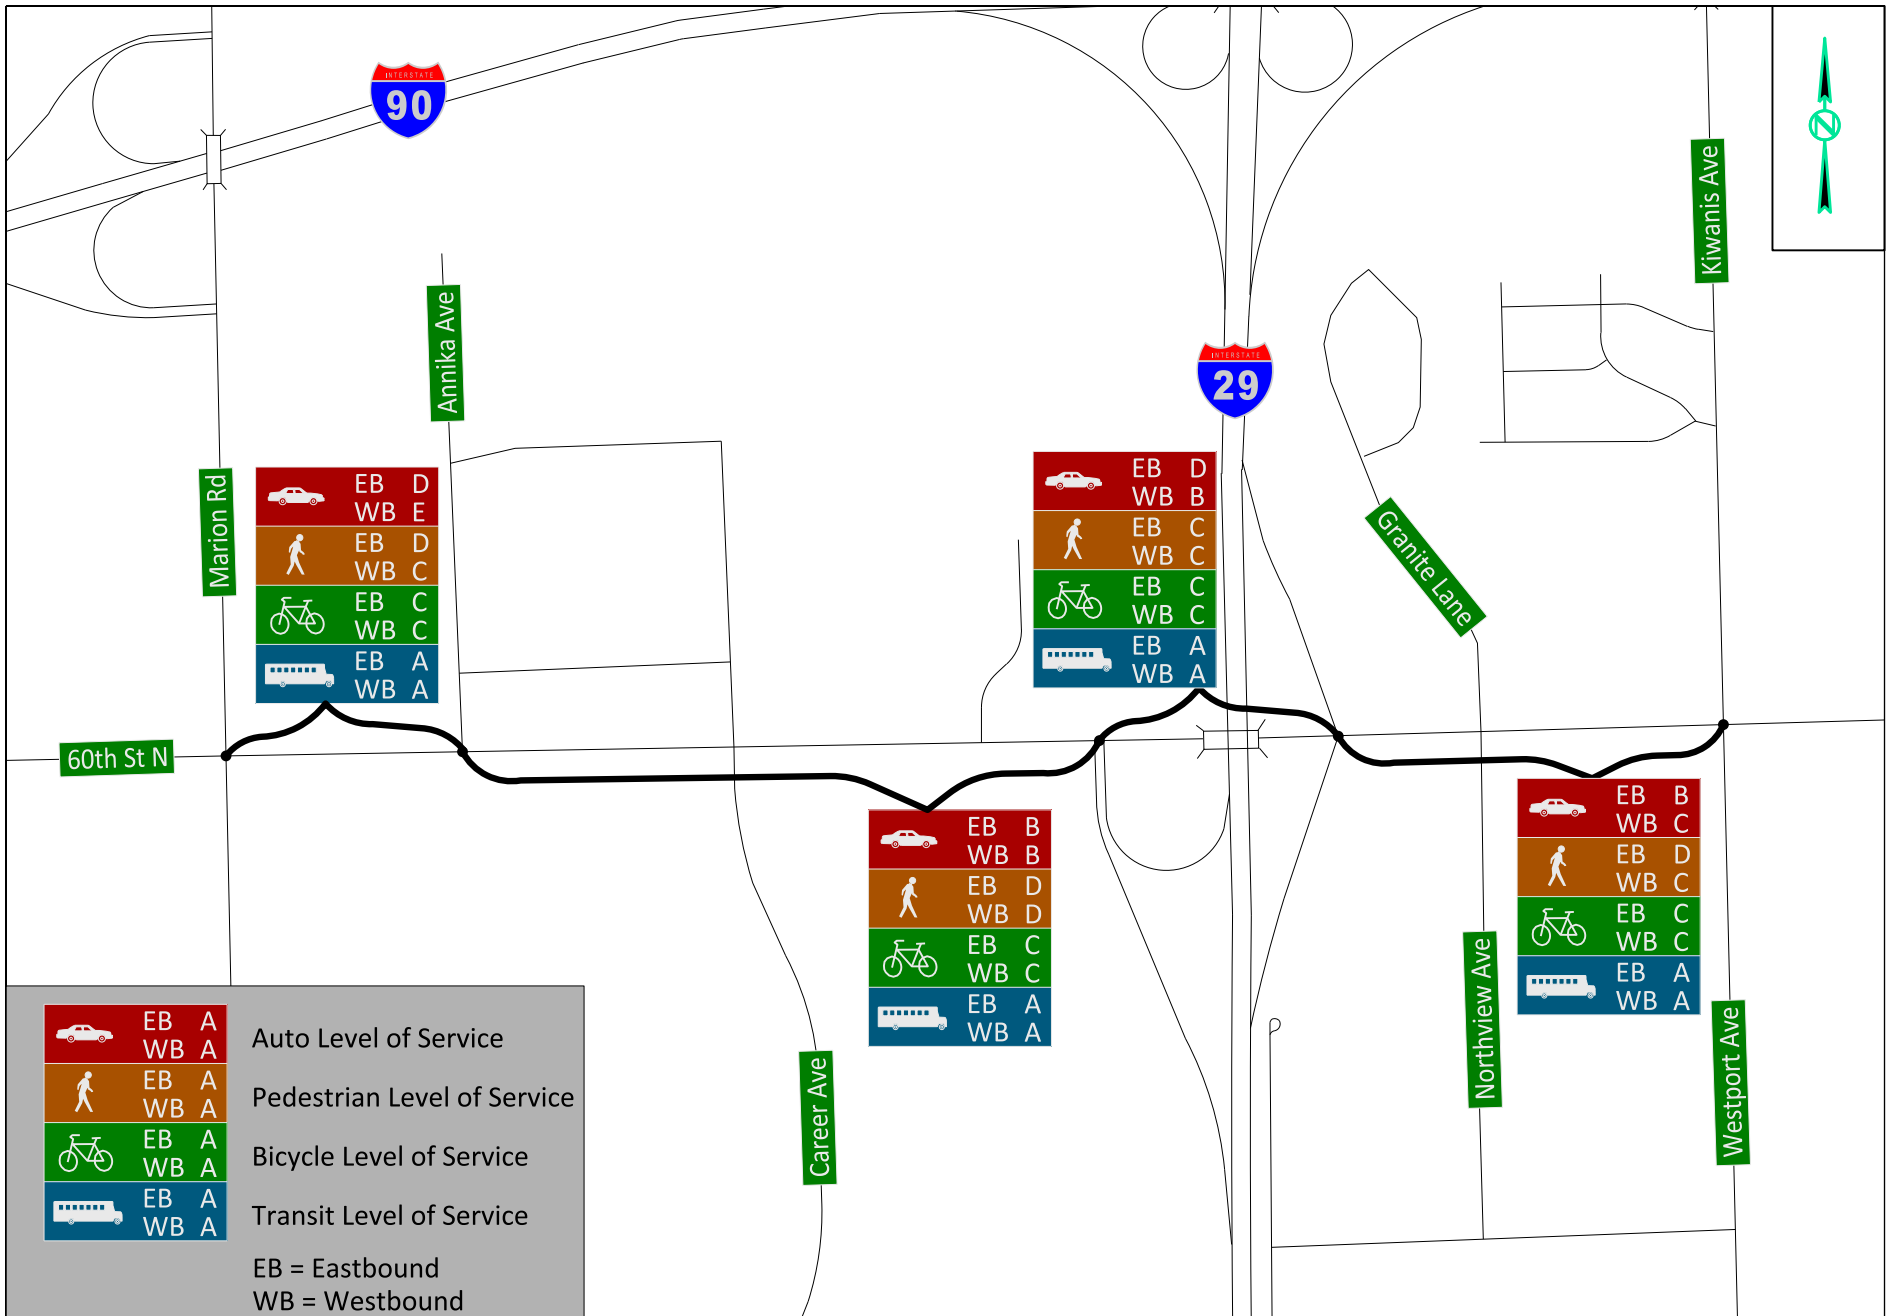 INTERSTATE
90
N
Kiwanis Ave
Annika Ave
INTERSTATE
29
Marion Rd
EB D
WB E
EB D
WB C
EB C
WB C
EB A
WB A
EB D
WB B
EB C
WB C
EB C
WB C
EB A
WB A
Granite Lane
60th St N
EB B
WB B
EB D
WB D
EB C
WB C
EB A
WB A
EB B
WB C
EB D
WB C
EB C
WB C
EB A
WB A
Northview Ave
Westport Ave
Career Ave
EB A
WB A
Auto Level of Service
EB A
WB A
Pedestrian Level of Service
EB A
WB A
Bicycle Level of Service
EB A
WB A
Transit Level of Service
EB = Eastbound
WB = Westbound